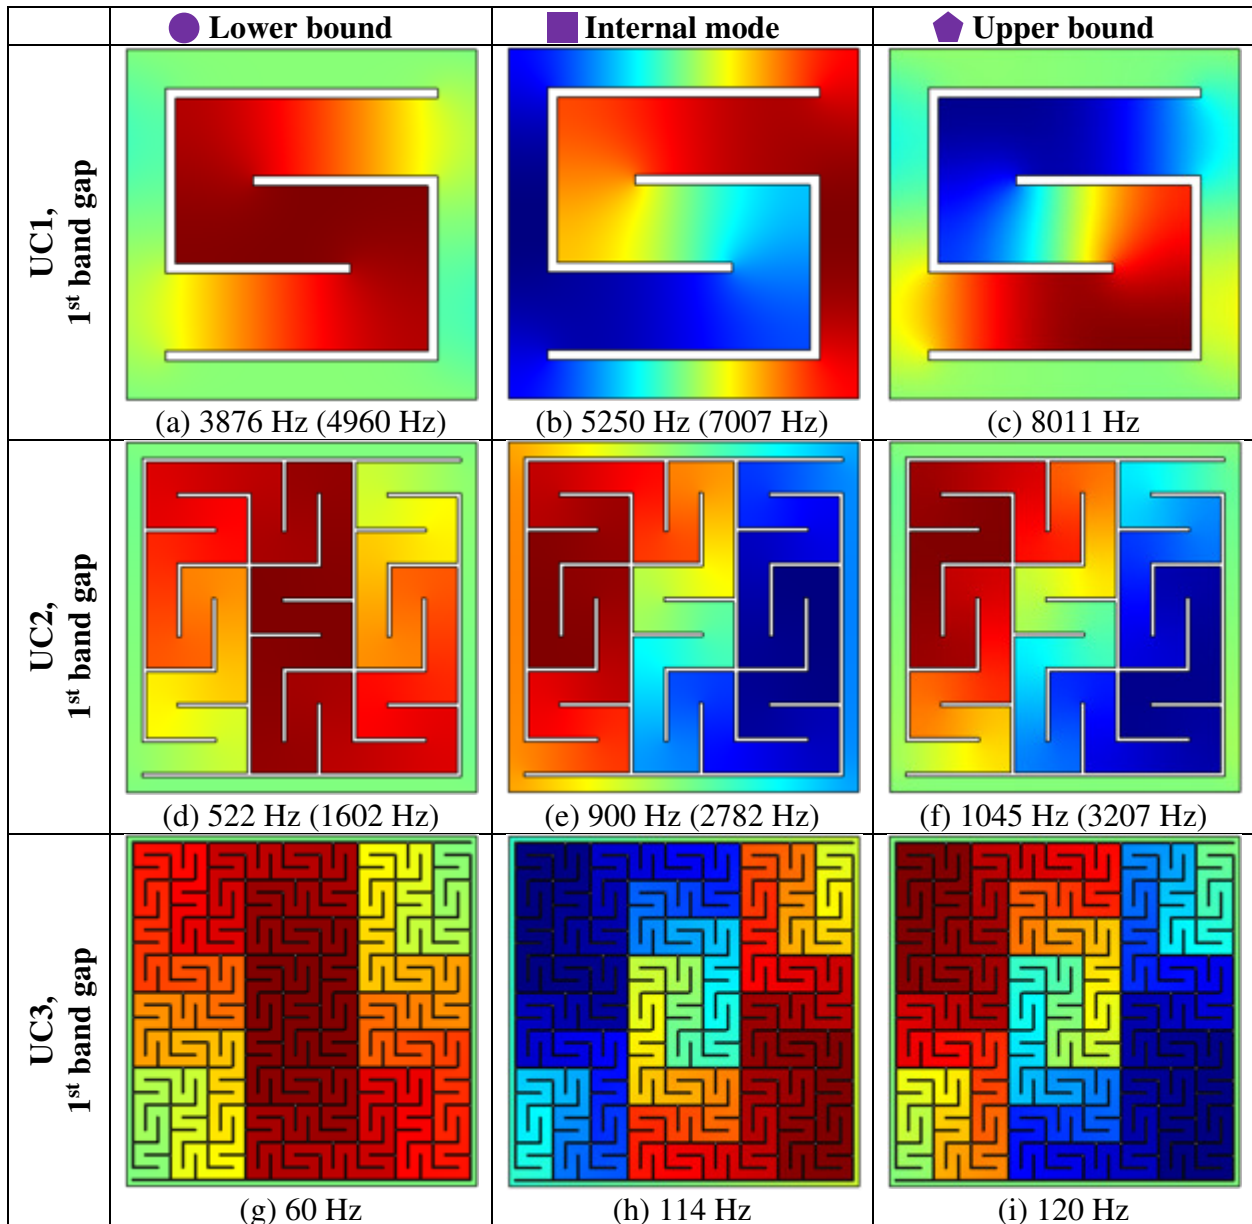 Lower bound
Internal mode
Upper bound
UC1,
1st band gap
(a) 3876 Hz (4960 Hz)
(b) 5250 Hz (7007 Hz)
(c) 8011 Hz
UC2,
1st band gap
(d) 522 Hz (1602 Hz)
(e) 900 Hz (2782 Hz)
(f) 1045 Hz (3207 Hz)
UC3,
1st band gap
(g) 60 Hz
(h) 114 Hz
(i) 120 Hz